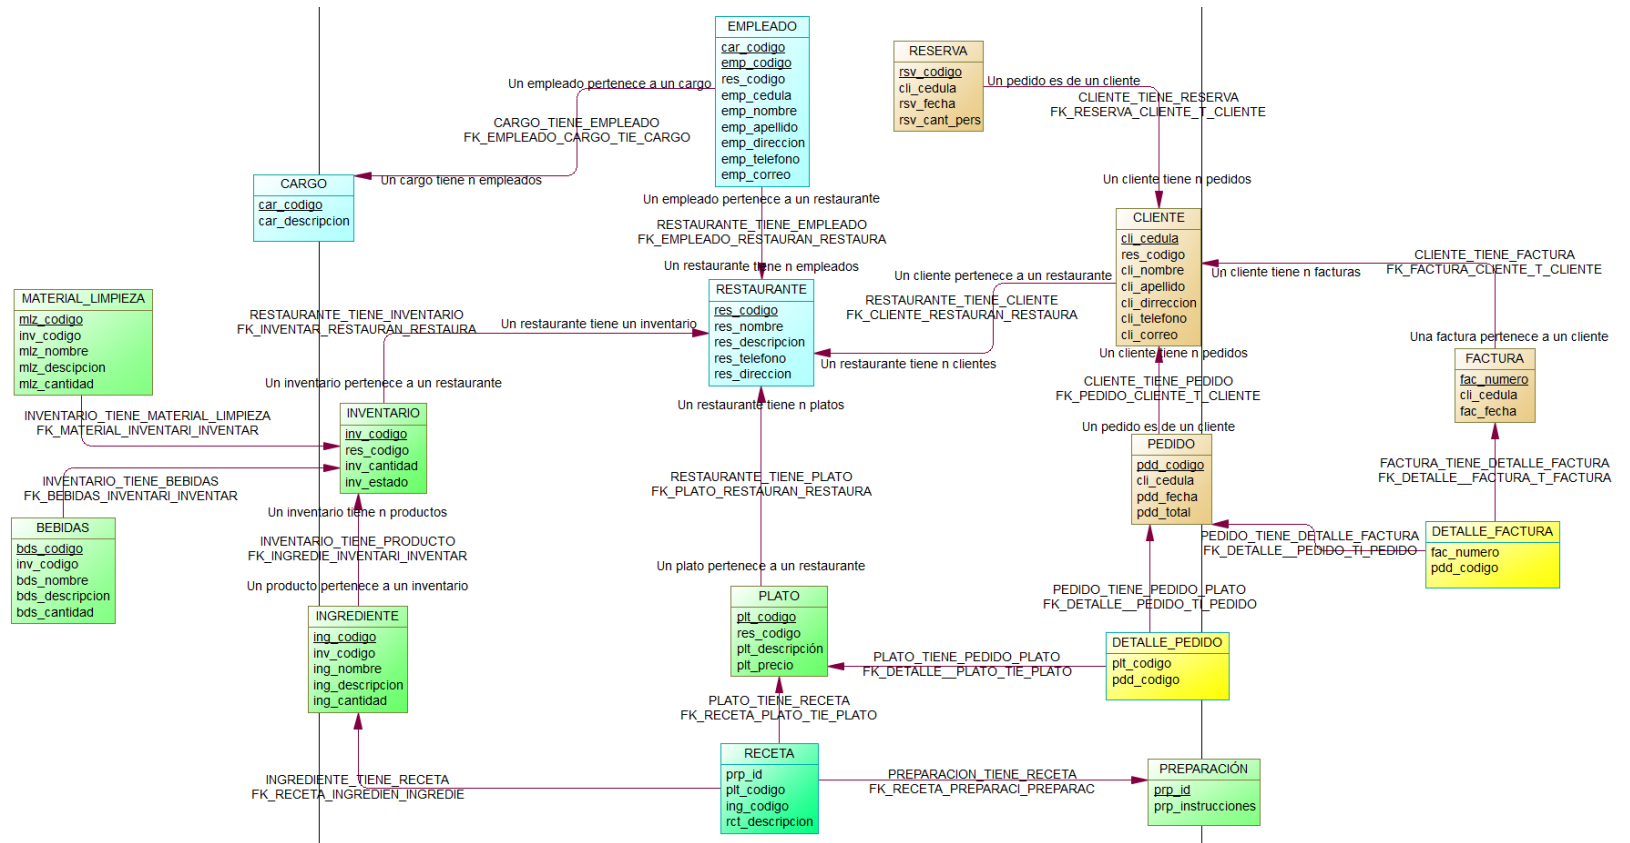 EMPLEADO
car_codigo
emp_codigo
res_codigo
emp_cedula
emp_nombre
emp_apellido
emp_direccion
emp_telefono
emp_correo
RESERVA
rsv_codigo
cli_cedula
rsv_fecha
rsv_cant_pers
Un empleado pertenece a un cargo
Un pedido es de un cliente
CLIENTE_TIENE_RESERVA
FK_RESERVA_CLIENTE_T_CLIENTE
CARGO_TIENE_EMPLEADO
FK_EMPLEADO_CARGO_TIE_CARGO
Un cargo tiene n empleados
CARGO
car_codigo
car_descripcion
Un empleado pertenece a un restaurante
RESTAURANTE_TIENE_EMPLEADO
FK_EMPLEADO_RESTAURAN_RESTAURA
Un restaurante tiene n empleados
Un cliente tiene n pedidos
CLIENTE
cli_cedula
res_codigo
cli_nombre
cli_apellido
cli_dirreccion
cli_telefono
cli_correo
CLIENTE_TIENE_FACTURA
FK_FACTURA_CLIENTE_T_CLIENTE
Un cliente tiene n facturas
Un cliente pertenece a un restaurante
RESTAURANTE_TIENE_CLIENTE
FK_CLIENTE_RESTAURAN_RESTAURA
Un restaurante tiene n clientes
RESTAURANTE
res_codigo
res_nombre
res_descripcion
res_telefono
res_direccion
MATERIAL_LIMPIEZA
mlz_codigo
inv_codigo
mlz_nombre
mlz_descipcion
mlz_cantidad
RESTAURANTE_TIENE_INVENTARIO
FK_INVENTAR_RESTAURAN_RESTAURA
Un restaurante tiene un inventario
Un inventario pertenece a un restaurante
Una factura pertenece a un cliente
FACTURA
fac_numero
cli_cedula
fac_fecha
Un cliente tiene n pedidos
CLIENTE_TIENE_PEDIDO
FK_PEDIDO_CLIENTE_T_CLIENTE
Un pedido es de un cliente
INVENTARIO_TIENE_MATERIAL_LIMPIEZA
FK_MATERIAL_INVENTARI_INVENTAR
INVENTARIO
inv_codigo
res_codigo
inv_cantidad
inv_estado
Un restaurante tiene n platos
PEDIDO
pdd_codigo
cli_cedula
pdd_fecha
pdd_total
RESTAURANTE_TIENE_PLATO
FK_PLATO_RESTAURAN_RESTAURA
FACTURA_TIENE_DETALLE_FACTURA
FK_DETALLE__FACTURA_T_FACTURA
INVENTARIO_TIENE_BEBIDAS
FK_BEBIDAS_INVENTARI_INVENTAR
Un inventario tiene n productos
BEBIDAS
bds_codigo
inv_codigo
bds_nombre
bds_descripcion
bds_cantidad
INVENTARIO_TIENE_PRODUCTO
FK_INGREDIE_INVENTARI_INVENTAR
Un producto pertenece a un inventario
PEDIDO_TIENE_DETALLE_FACTURA
FK_DETALLE__PEDIDO_TI_PEDIDO
DETALLE_FACTURA
fac_numero
pdd_codigo
Un plato pertenece a un restaurante
PLATO
plt_codigo
res_codigo
plt_descripción
plt_precio
PEDIDO_TIENE_PEDIDO_PLATO
FK_DETALLE__PEDIDO_TI_PEDIDO
INGREDIENTE
ing_codigo
inv_codigo
ing_nombre
ing_descripcion
ing_cantidad
DETALLE_PEDIDO
plt_codigo
pdd_codigo
PLATO_TIENE_PEDIDO_PLATO
FK_DETALLE__PLATO_TIE_PLATO
PLATO_TIENE_RECETA
FK_RECETA_PLATO_TIE_PLATO
RECETA
prp_id
plt_codigo
ing_codigo
rct_descripcion
INGREDIENTE_TIENE_RECETA
FK_RECETA_INGREDIEN_INGREDIE
PREPARACION_TIENE_RECETA
FK_RECETA_PREPARACI_PREPARAC
PREPARACIÓN
prp_id
prp_instrucciones